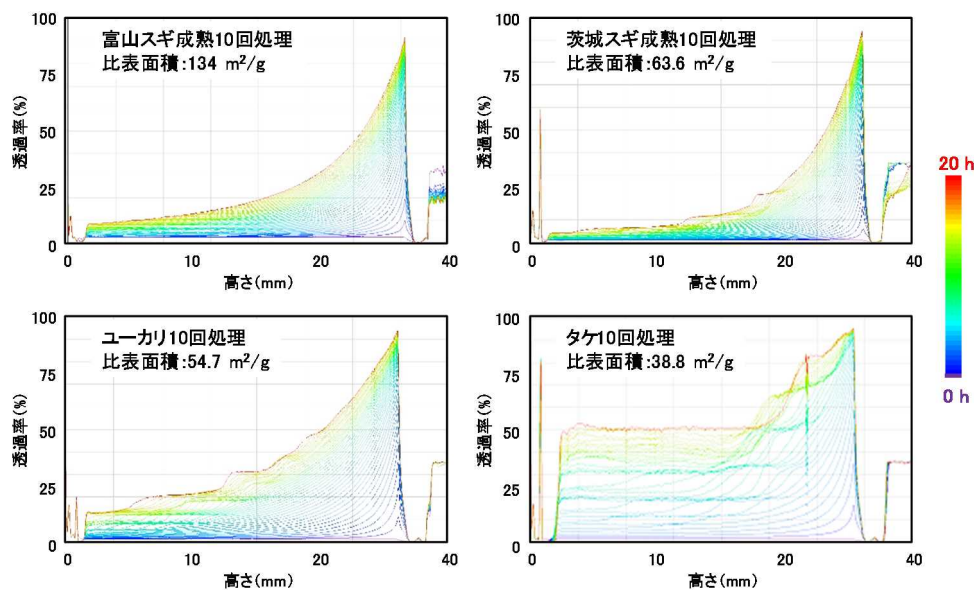 富山スギ成熟10回処理
比表面積:134 m²/g
透過率(%)
100
75
50
25
0
0
10
20
40
高さ(mm)
茨城スギ成熟10回処理
比表面積:63.6 m²/g
透過率(%)
100
75
50
25
0
0
10
20
40
高さ(mm)
ユーカリ10回処理
比表面積:54.7 m²/g
透過率(%)
100
75
50
25
0
0
10
20
40
高さ(mm)
タケ10回処理
比表面積:38.8 m²/g
透過率(%)
100
75
50
25
0
0
10
20
40
高さ(mm)
20 h
0 h